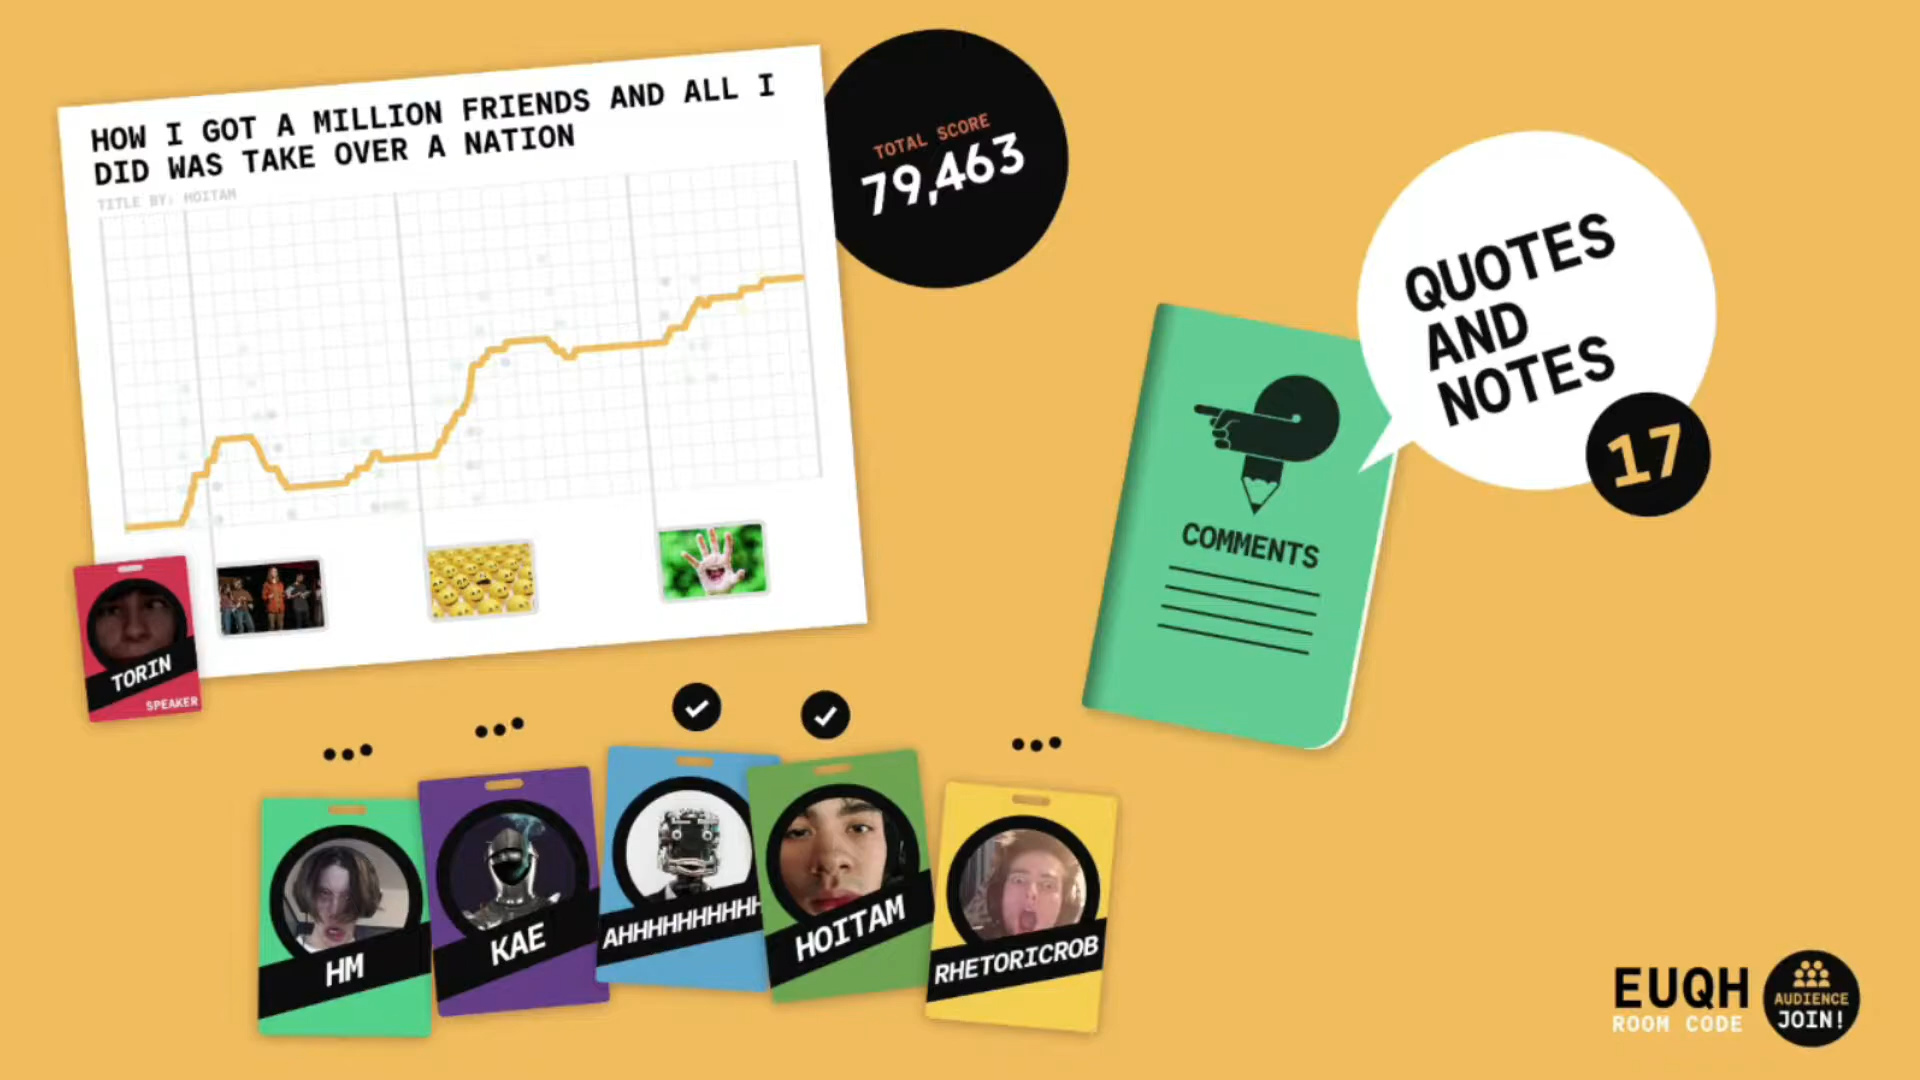 HOW I GOT A MILLION FRIENDS AND ALL I
DID WAS TAKE OVER A NATION
TITLE BY: HOITAM
TOTAL SCORE
79,463
QUOTES
AND
NOTES
17
COMMENTS
TORIN
SPEAKER
HM
KAE
AHHHHHHHHHH
HOITAM
RHETORICROB
EUQH
ROOM CODE
AUDIENCE
JOIN!